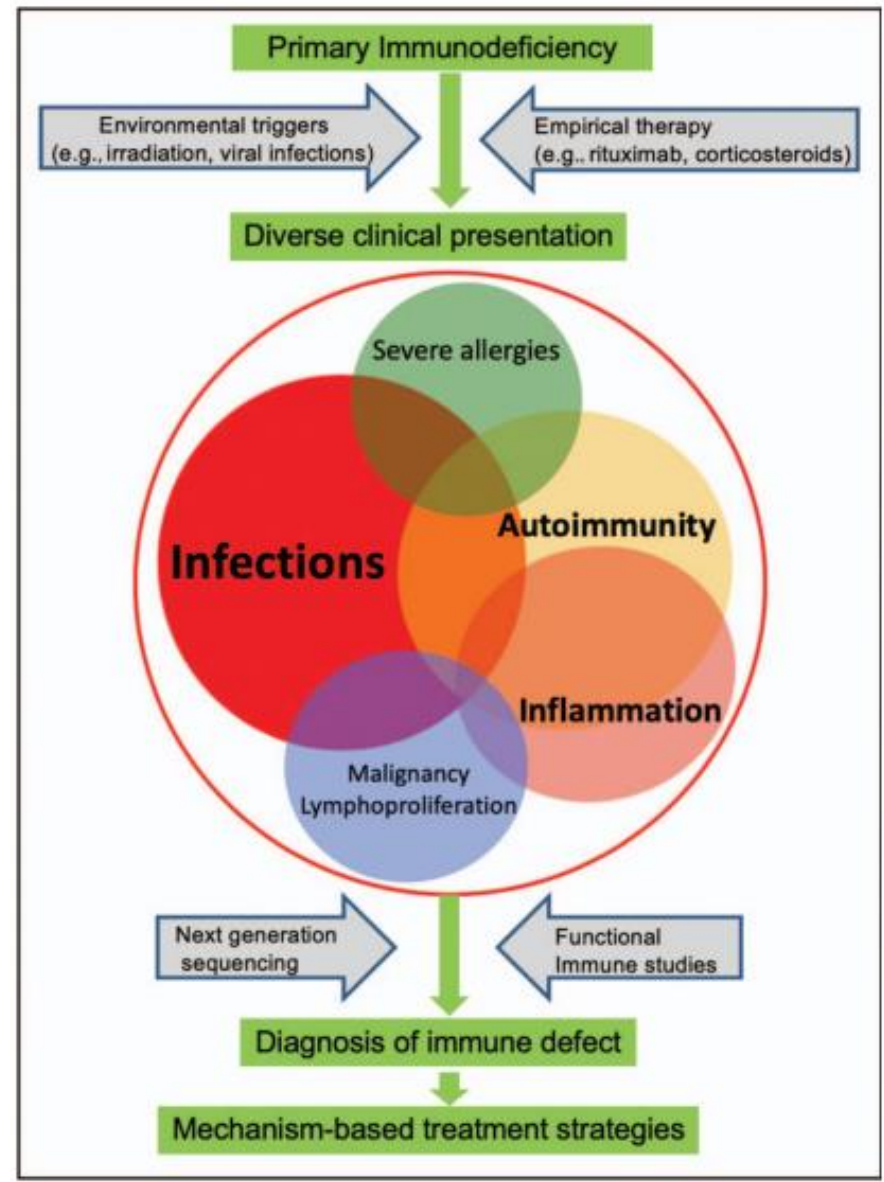 Primary Immunodeficiency
Environmental triggers
(e.g., irradiation, viral infections)
Empirical therapy
(e.g., rituximab, corticosteroids)
Diverse clinical presentation
Severe allergies
Autoimmunity
Infections
Inflammation
Malignancy
Lymphoproliferation
Next generation
sequencing
Functional
Immune studies
Diagnosis of immune defect
Mechanism-based treatment strategies